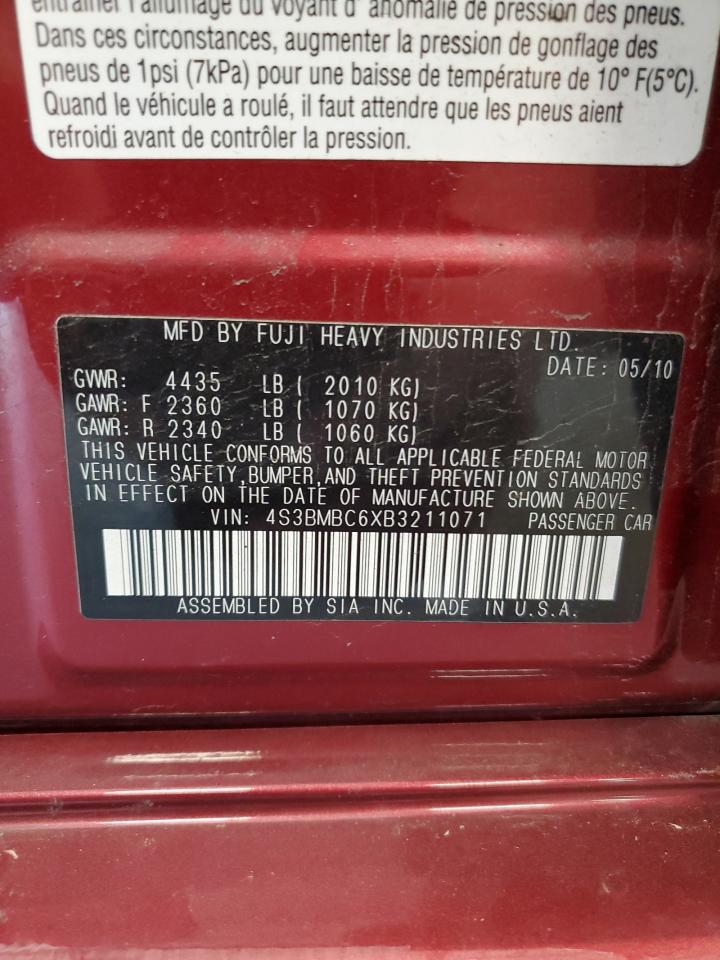 entraîner l'allumage du voyant d' anomalie de pression des pneus.
Dans ces circonstances, augmenter la pression de gonflage des
pneus de 1psi (7kPa) pour une baisse de température de 10° F(5°C).
Quand le véhicule a roulé, il faut attendre que les pneus aient
refroidi avant de contrôler la pression.
MFD BY FUJI HEAVY INDUSTRIES LTD.
DATE: 05/10
GVWR: 4435 LB ( 2010 KG)
GAWR: F 2360 LB ( 1070 KG)
GAWR: R 2340 LB ( 1060 KG)
THIS VEHICLE CONFORMS TO ALL APPLICABLE FEDERAL MOTOR
VEHICLE SAFETY,BUMPER,AND THEFT PREVENTION STANDARDS
IN EFFECT ON THE DATE OF MANUFACTURE SHOWN ABOVE.
VIN: 4S3BMBC6XB3211071 PASSENGER CAR
ASSEMBLED BY SIA INC. MADE IN U.S.A.